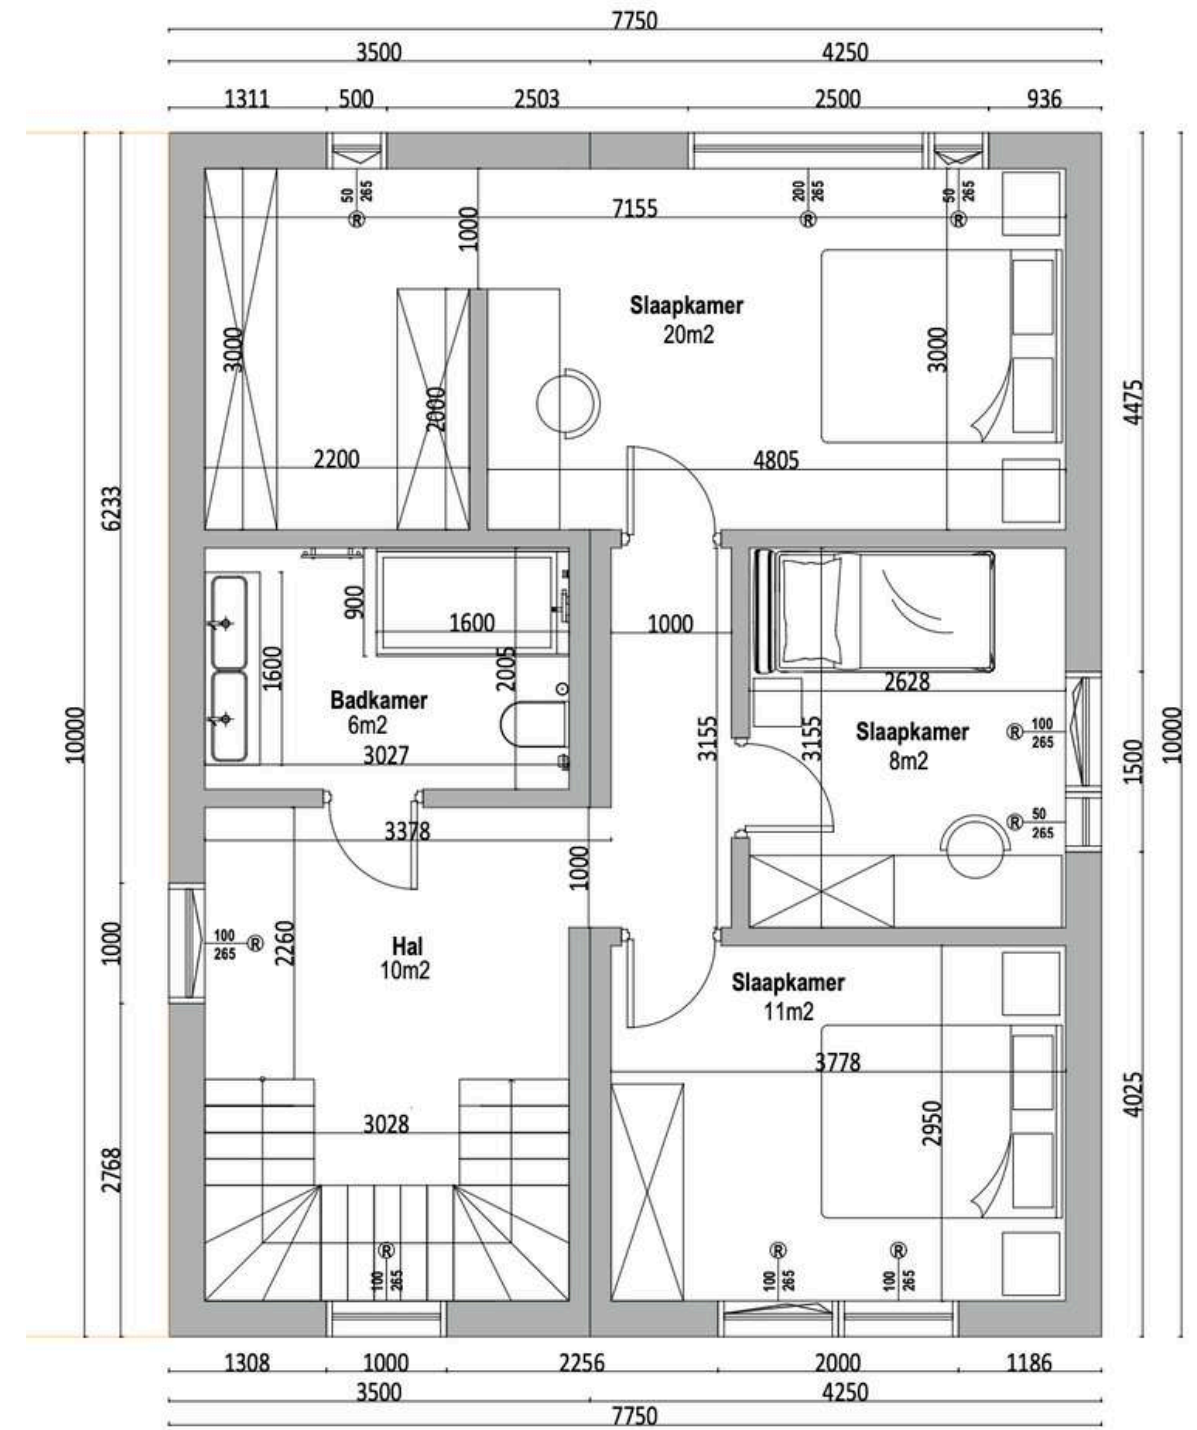 7750
3500 4250
1311 500 2503 2500 936
50 265 R
200 265 R
50 265 R
7155
1000
Slaapkamer
20m2
3000
3000
2000
2200
4805
4475
6233
10000
900
1600
1600
2005
Badkamer
6m2
3027
1000
3155
2628
3155
Slaapkamer
8m2
R 100
265
R 50
265
1500
10000
3378
1000
1000
2260
100 R
265
Hal
10m2
Slaapkamer
11m2
3778
2950
4025
3028
2768
R
100 265
R
100 265
R
100 265
1308 1000 2256 2000 1186
3500 4250
7750